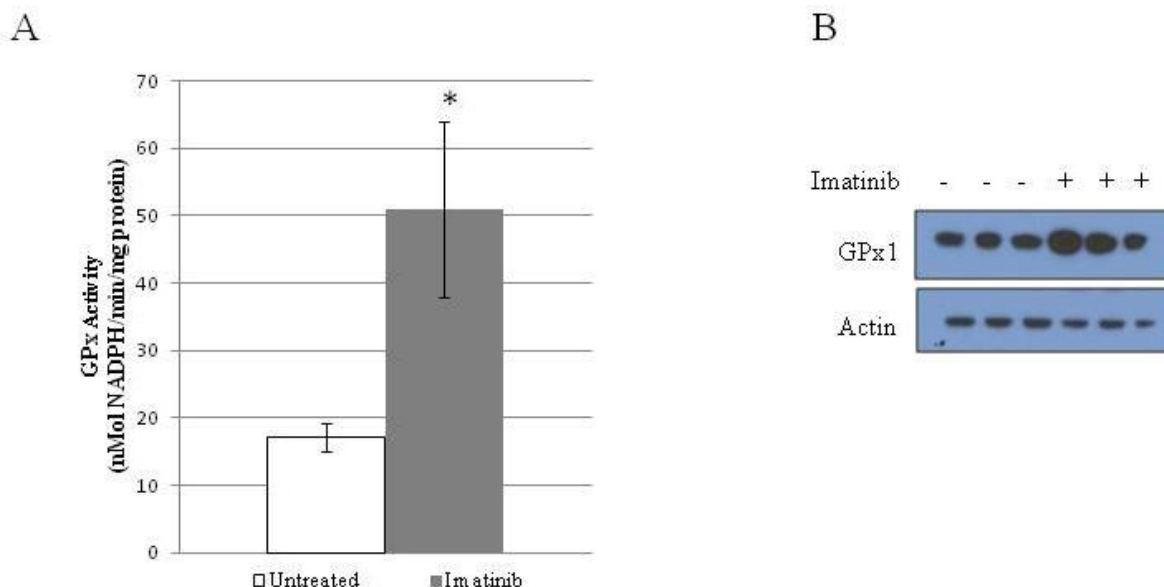 A
B
GPx Activity
(nMol NADPH/min/mg protein)
70
60
50
40
30
20
10
0
*
Untreated Imatinib
Imatinib - - - + + +
GPx1
Actin